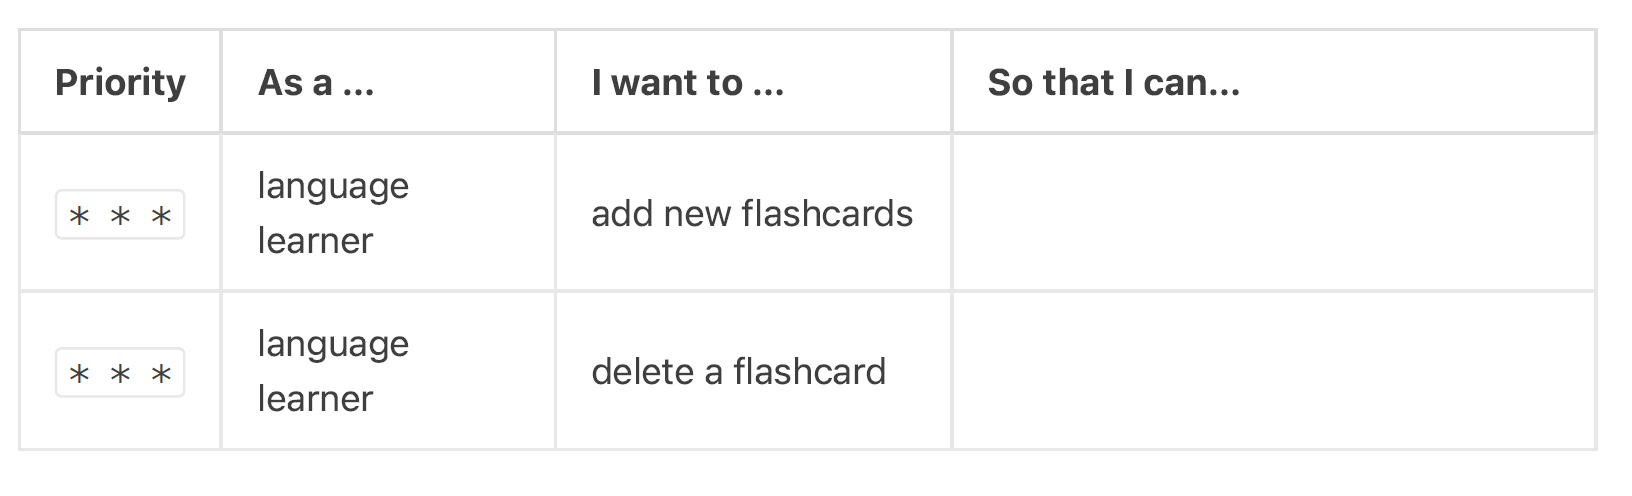 Priority As a ... I want to ... So that I can...
language
* * * add new flashcards
learner
language
* * * delete a flashcard
learner